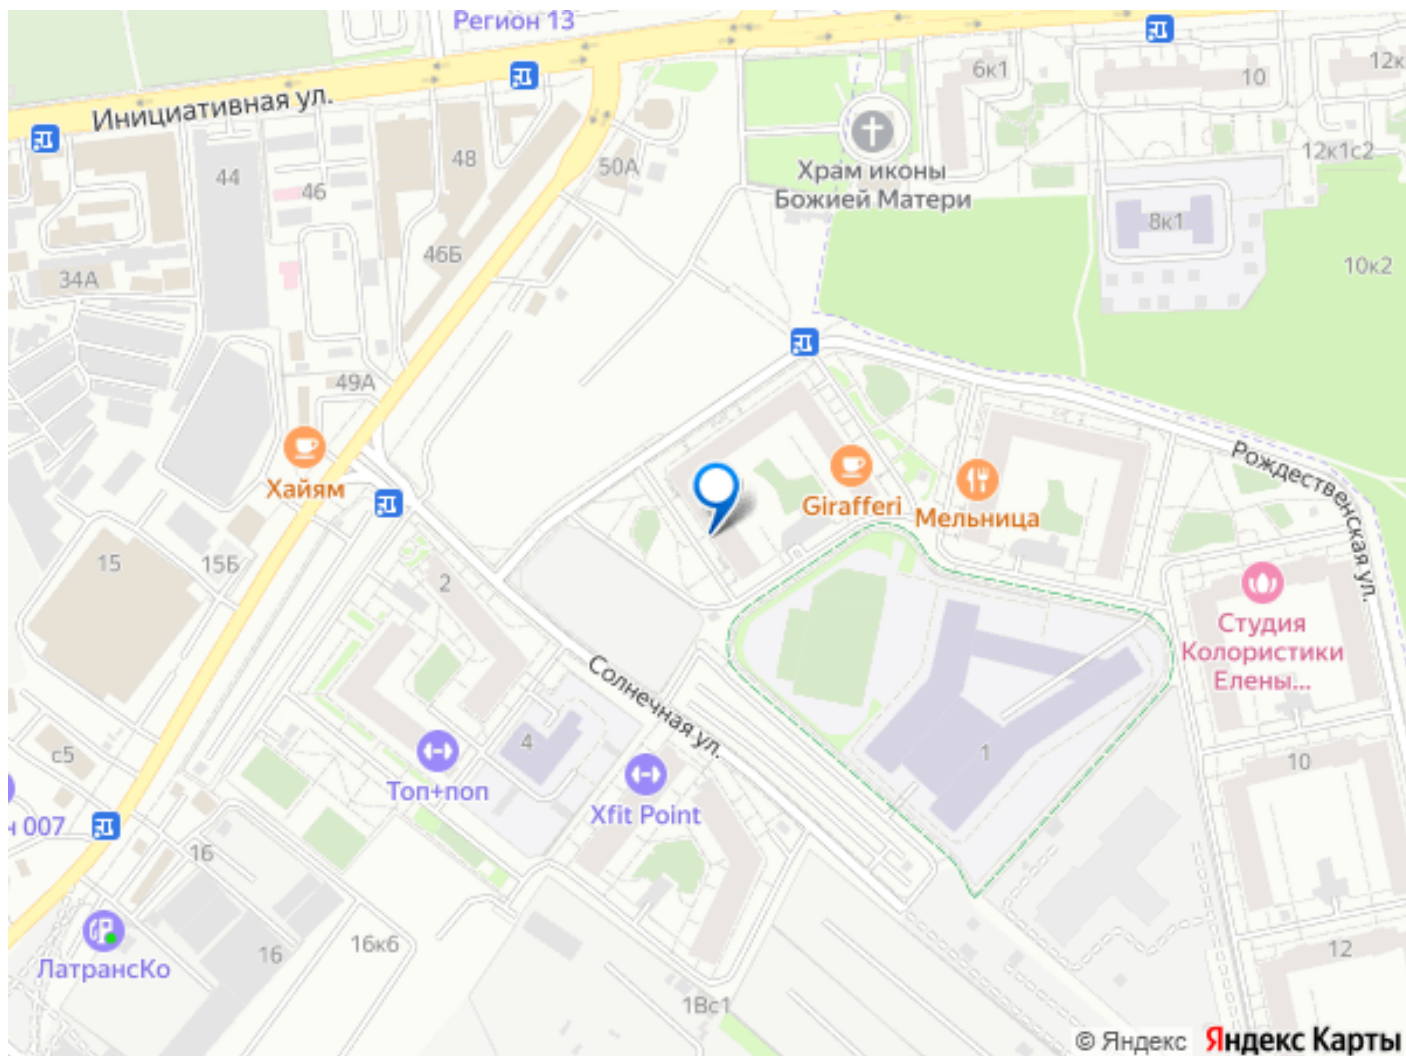 Регион 13
Инициативная ул.
6к1
10
12к
44
46
48
50А
Храм иконы
Божией Матери
12к1с2
8к1
34А
46Б
10к2
49А
Хайям
Girafferi
Мельница
Рождественская ул.
15
15Б
2
Студия
Колористики
Елены...
Солнечная ул.
4
1
с5
Топ+поп
Xfit Point
10
н 007
16
16
16к6
ЛатрансКо
12
1Вс1
© Яндекс Яндекс Карты